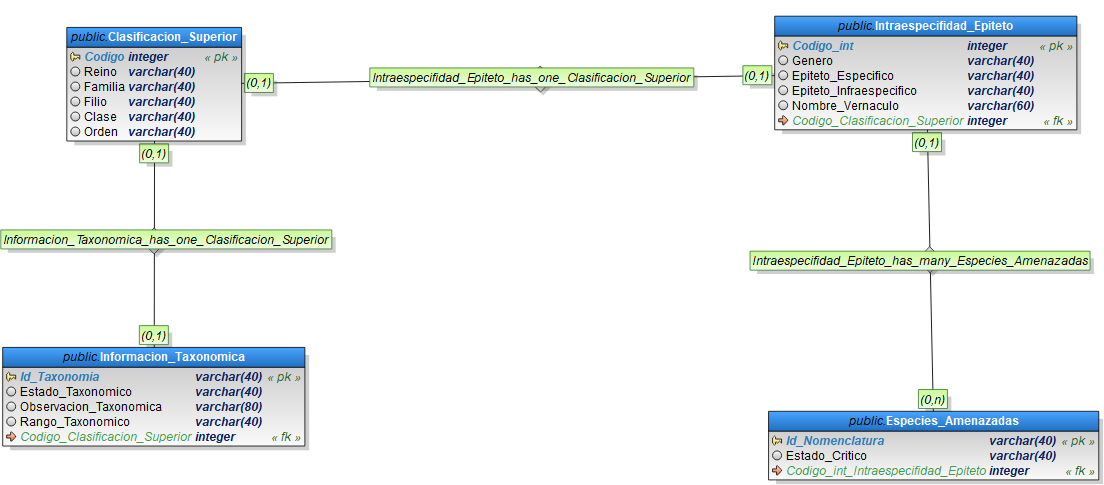 public.Clasificacion_Superior
Codigo integer « pk »
Reino varchar(40)
Familia varchar(40)
Filio varchar(40)
Clase varchar(40)
Orden varchar(40)
(0,1)
Intraespecifidad_Epiteto_has_one_Clasificacion_Superior
(0,1)
public.Intraespecifidad_Epiteto
Codigo_int integer « pk »
Genero varchar(40)
Epiteto_Especifico varchar(40)
Epiteto_Infraespecifico varchar(40)
Nombre_Vernaculo varchar(60)
Codigo_Clasificacion_Superior integer « fk »
(0,1)
(0,1)
Informacion_Taxonomica_has_one_Clasificacion_Superior
Intraespecifidad_Epiteto_has_many_Especies_Amenazadas
(0,1)
public.Informacion_Taxonomica
Id_Taxonomia varchar(40) « pk »
Estado_Taxonomico varchar(40)
Observacion_Taxonomica varchar(80)
Rango_Taxonomico varchar(40)
Codigo_Clasificacion_Superior integer « fk »
(0,n)
public.Especies_Amenazadas
Id_Nomenclatura varchar(40) « pk »
Estado_Critico varchar(40)
Codigo_int_Intraespecifidad_Epiteto integer « fk »